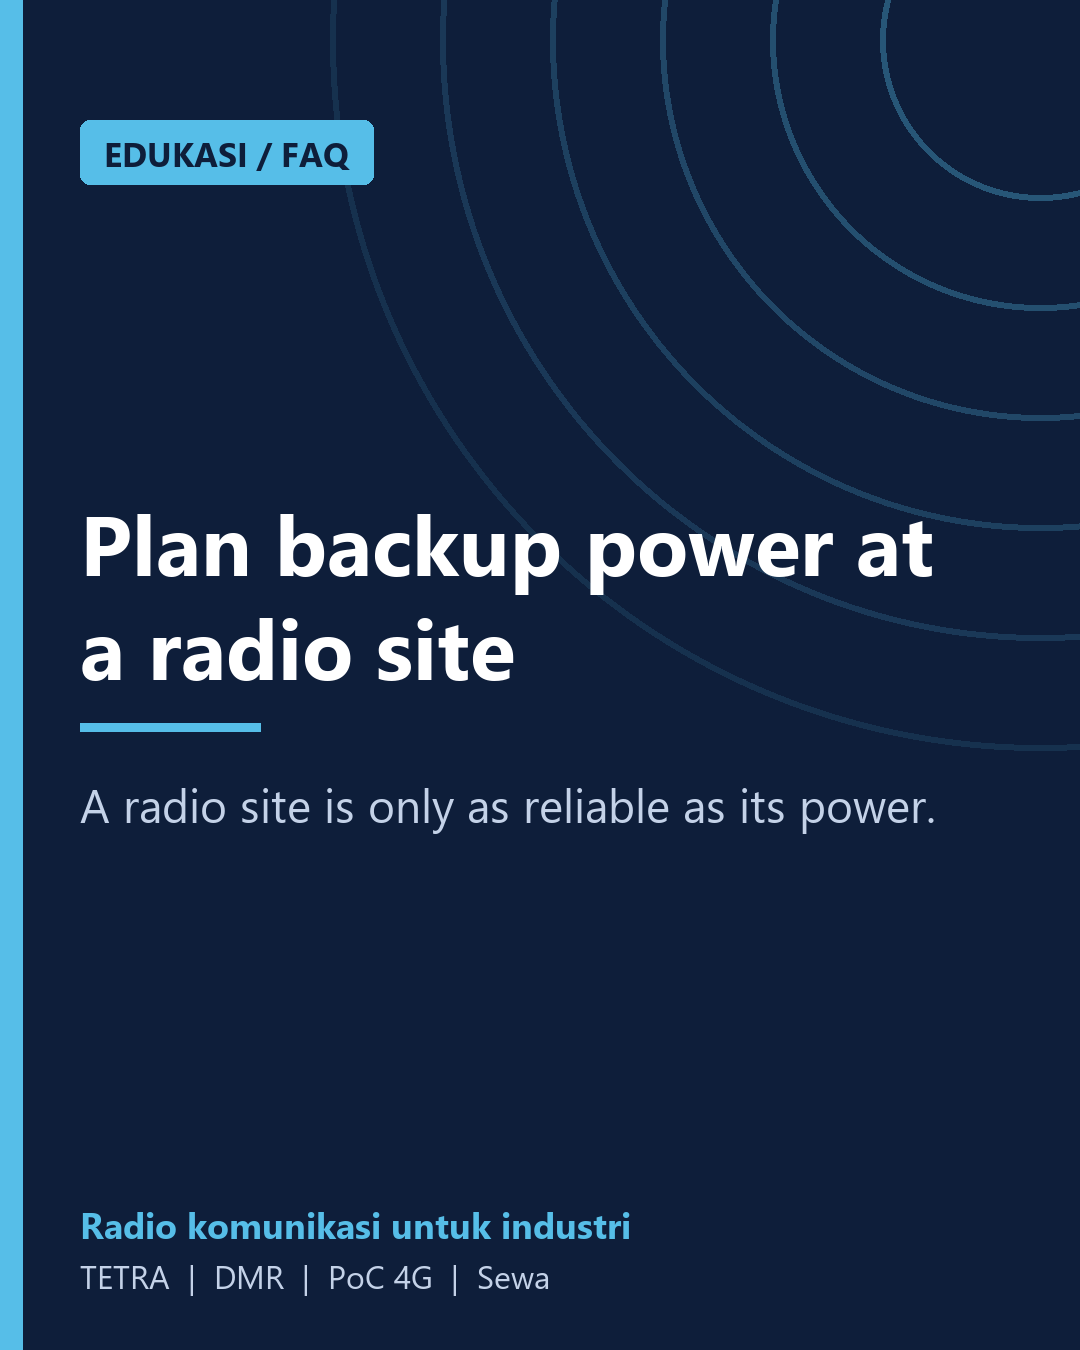 EDUKASI / FAQ
Plan backup power at
a radio site
A radio site is only as reliable as its power.
Radio komunikasi untuk industri
TETRA | DMR | PoC 4G | Sewa